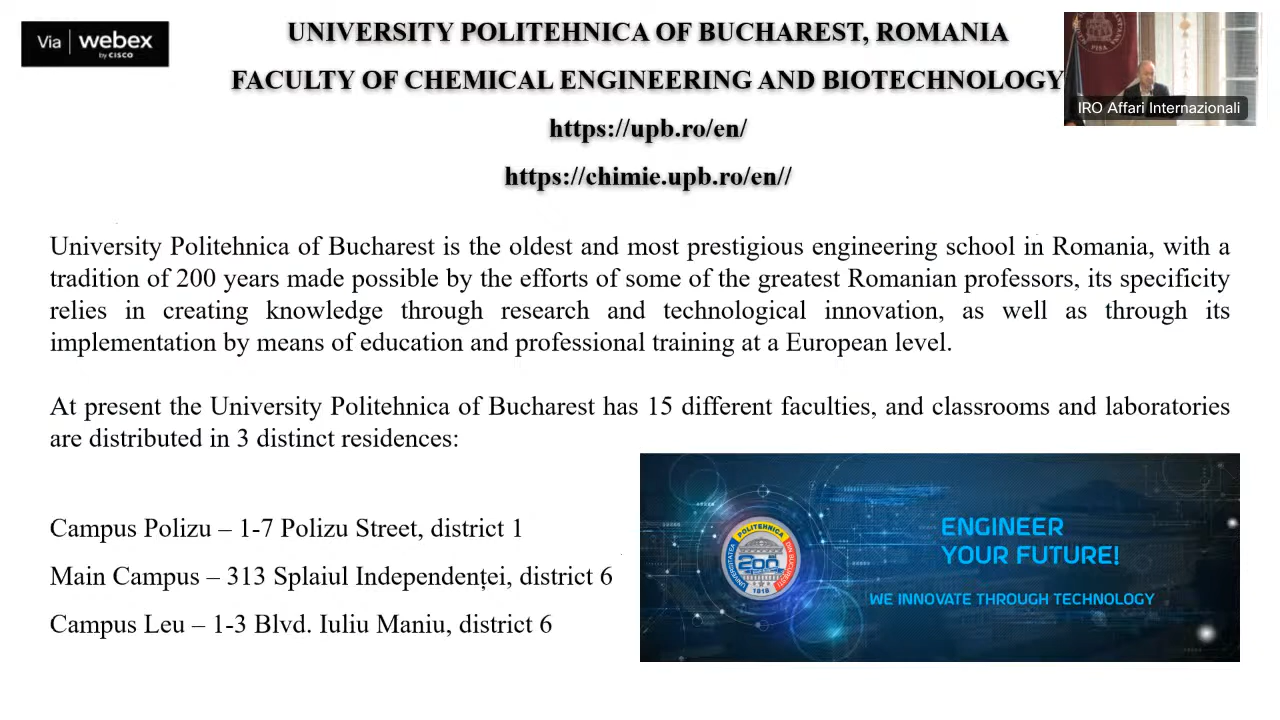 Via webex
by CISCO
UNIVERSITY POLITEHNICA OF BUCHAREST, ROMANIA
FACULTY OF CHEMICAL ENGINEERING AND BIOTECHNOLOGY
https://upb.ro/en/
https://chimie.upb.ro/en//
PISA
IRO Affari Internazionali
University Politehnica of Bucharest is the oldest and most prestigious engineering school in Romania, with a
tradition of 200 years made possible by the efforts of some of the greatest Romanian professors, its specificity
relies in creating knowledge through research and technological innovation, as well as through its
implementation by means of education and professional training at a European level.
At present the University Politehnica of Bucharest has 15 different faculties, and classrooms and laboratories
are distributed in 3 distinct residences:
Campus Polizu – 1-7 Polizu Street, district 1
Main Campus – 313 Splaiul Independenței, district 6
Campus Leu – 1-3 Blvd. Iuliu Maniu, district 6
UNIVERSITATEA POLITEHNICA DIN BUCUREȘTI
200
1818
ENGINEER
YOUR FUTURE!
WE INNOVATE THROUGH TECHNOLOGY